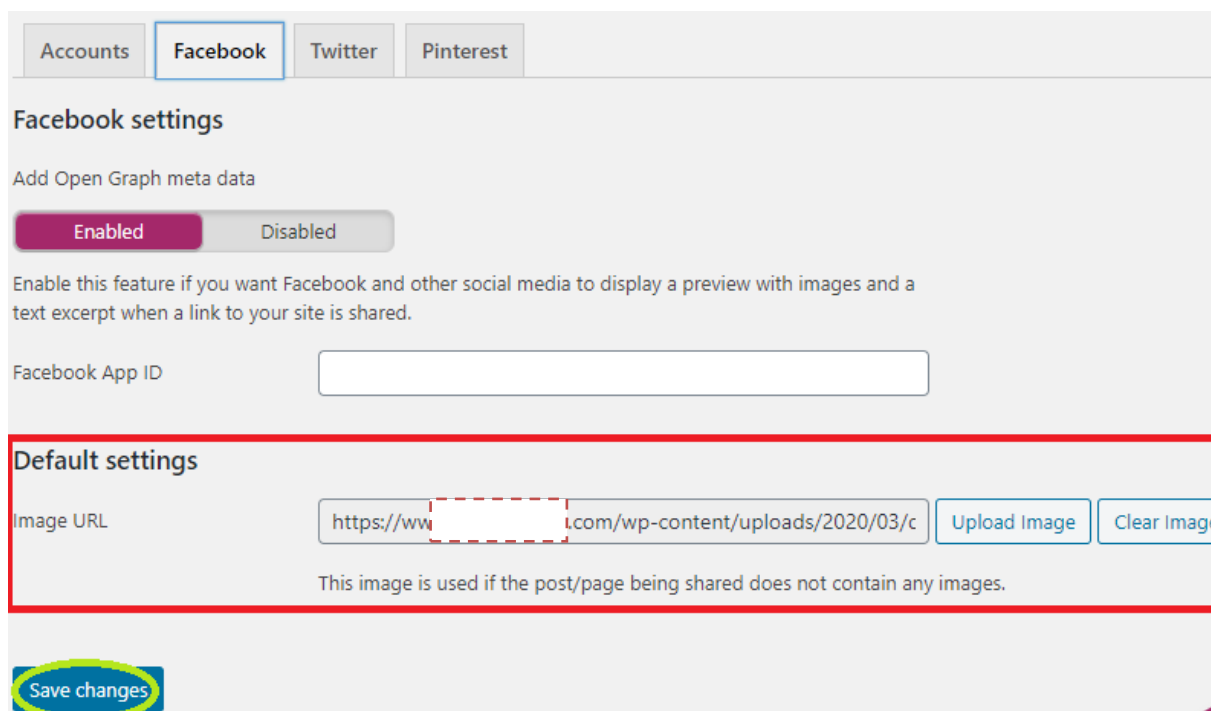 Accounts Facebook Twitter Pinterest
Facebook settings
Add Open Graph meta data
Enabled Disabled
Enable this feature if you want Facebook and other social media to display a preview with images and a
text excerpt when a link to your site is shared.
Facebook App ID
Default settings
Image URL https://ww .com/wp-content/uploads/2020/03/c Upload Image Clear Image
This image is used if the post/page being shared does not contain any images.
Save changes